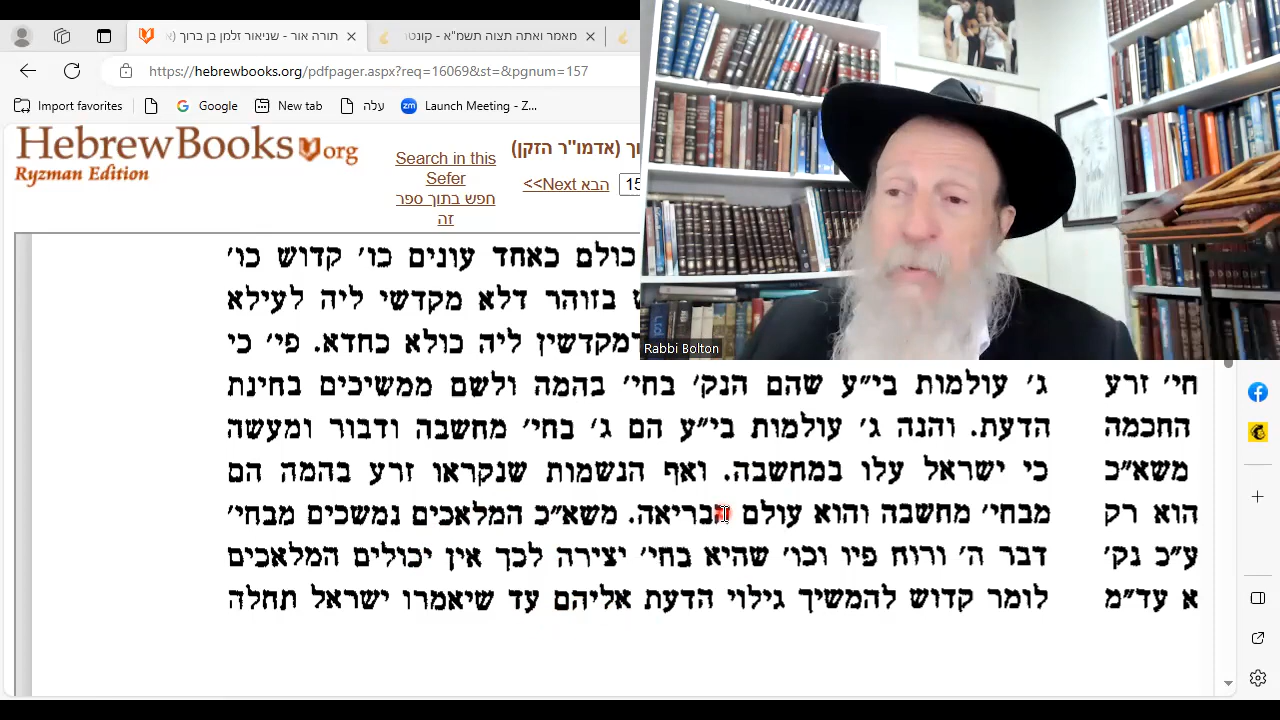 תורה אור - שניאור זלמן בן ברוך (א
מאמר ואתה תצוה תשמ"א - קונטר
https://hebrewbooks.org/pdfpager.aspx?req=16069&st=&pgnum=157
Import favorites
Google
New tab
עלה
Launch Meeting - Z...
HebrewBooks.org
Ryzman Edition
Search in this
Sefer
חפש בתוך ספר
זה
וך (אדמו"ר הזקן)
<<Next הבא
15
Rabbi Bolton
כולם כאחד עונים כו׳ קדוש כו׳
בזוהר דלא מקדשי ליה לעילא
דמקדשין ליה כולא כחדא. פי׳ כי
ג׳ עולמות בי״ע שהם הנק׳ בחי׳ בהמה ולשם ממשיכים בחינת
הדעת. והנה ג׳ עולמות בי״ע הם ג׳ בחי׳ מחשבה ודבור ומעשה
כי ישראל עלו במחשבה. ואף הנשמות שנקראו זרע בהמה הם
מבחי׳ מחשבה והוא עולם הבריאה. משא״כ המלאכים נמשכים מבחי׳
דבר ה׳ ורוח פיו וכו׳ שהיא בחי׳ יצירה לכך אין יכולים המלאכים
לומר קדוש להמשיך גילוי הדעת אליהם עד שיאמרו ישראל תחלה
חי׳ זרע
החכמה
משא״כ
הוא רק
ע״כ נק׳
א עד״מ